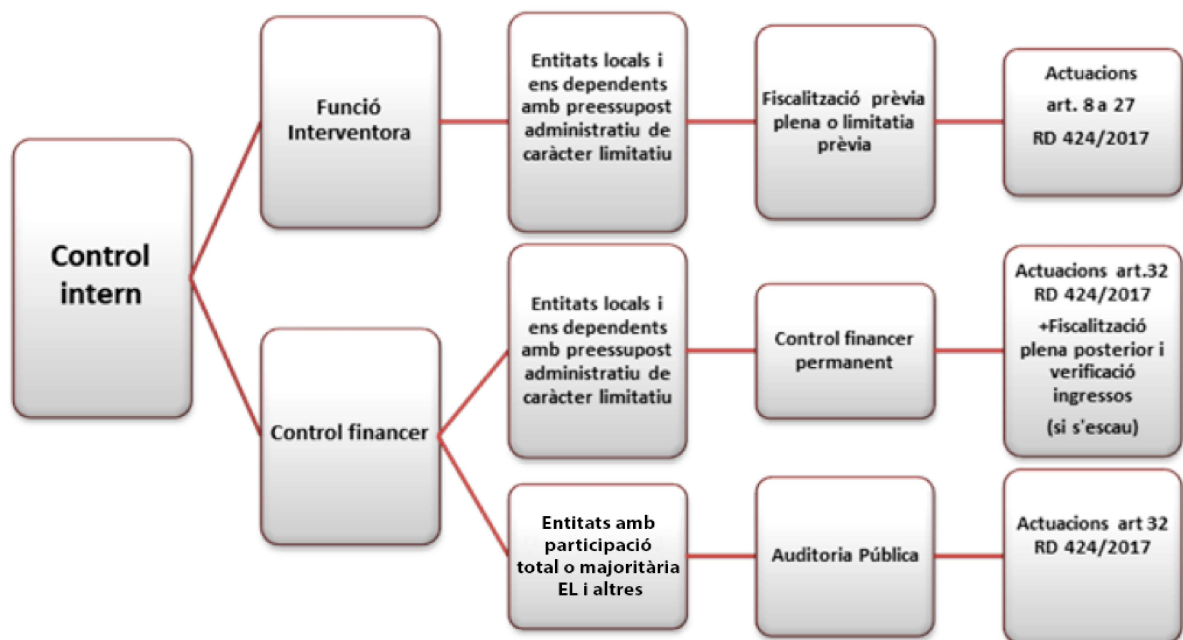 Control
intern
Funció
Interventora
Entitats locals i
ens dependents
amb preessupost
administratiu de
caràcter limitatiu
Fiscalització prèvia
plena o limitatia
prèvia
Actuacions
art. 8 a 27
RD 424/2017
Control financer
Entitats locals i
ens dependents
amb preessupost
administratiu de
caràcter limitatiu
Control financer
permanent
Actuacions art.32
RD 424/2017
+Fiscalització
plena posterior i
verificació
ingressos
(si s'escau)
Entitats amb
participació
total o majoritària
EL i altres
Auditoria Pública
Actuacions art 32
RD 424/2017